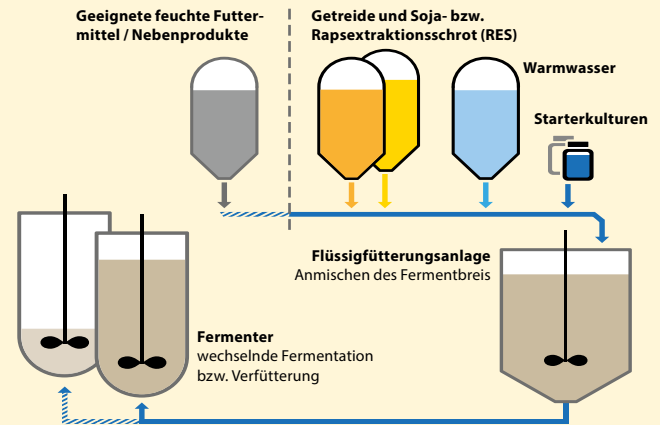 Geeignete feuchte Futter-
mittel / Nebenprodukte
Getreide und Soja- bzw.
Rapsextraktionsschrot (RES)
Warmwasser
Starterkulturen
Flüssigfütterungsanlage
Anmischen des Fermentbreis
Fermenter
wechselnde Fermentation
bzw. Verfütterung